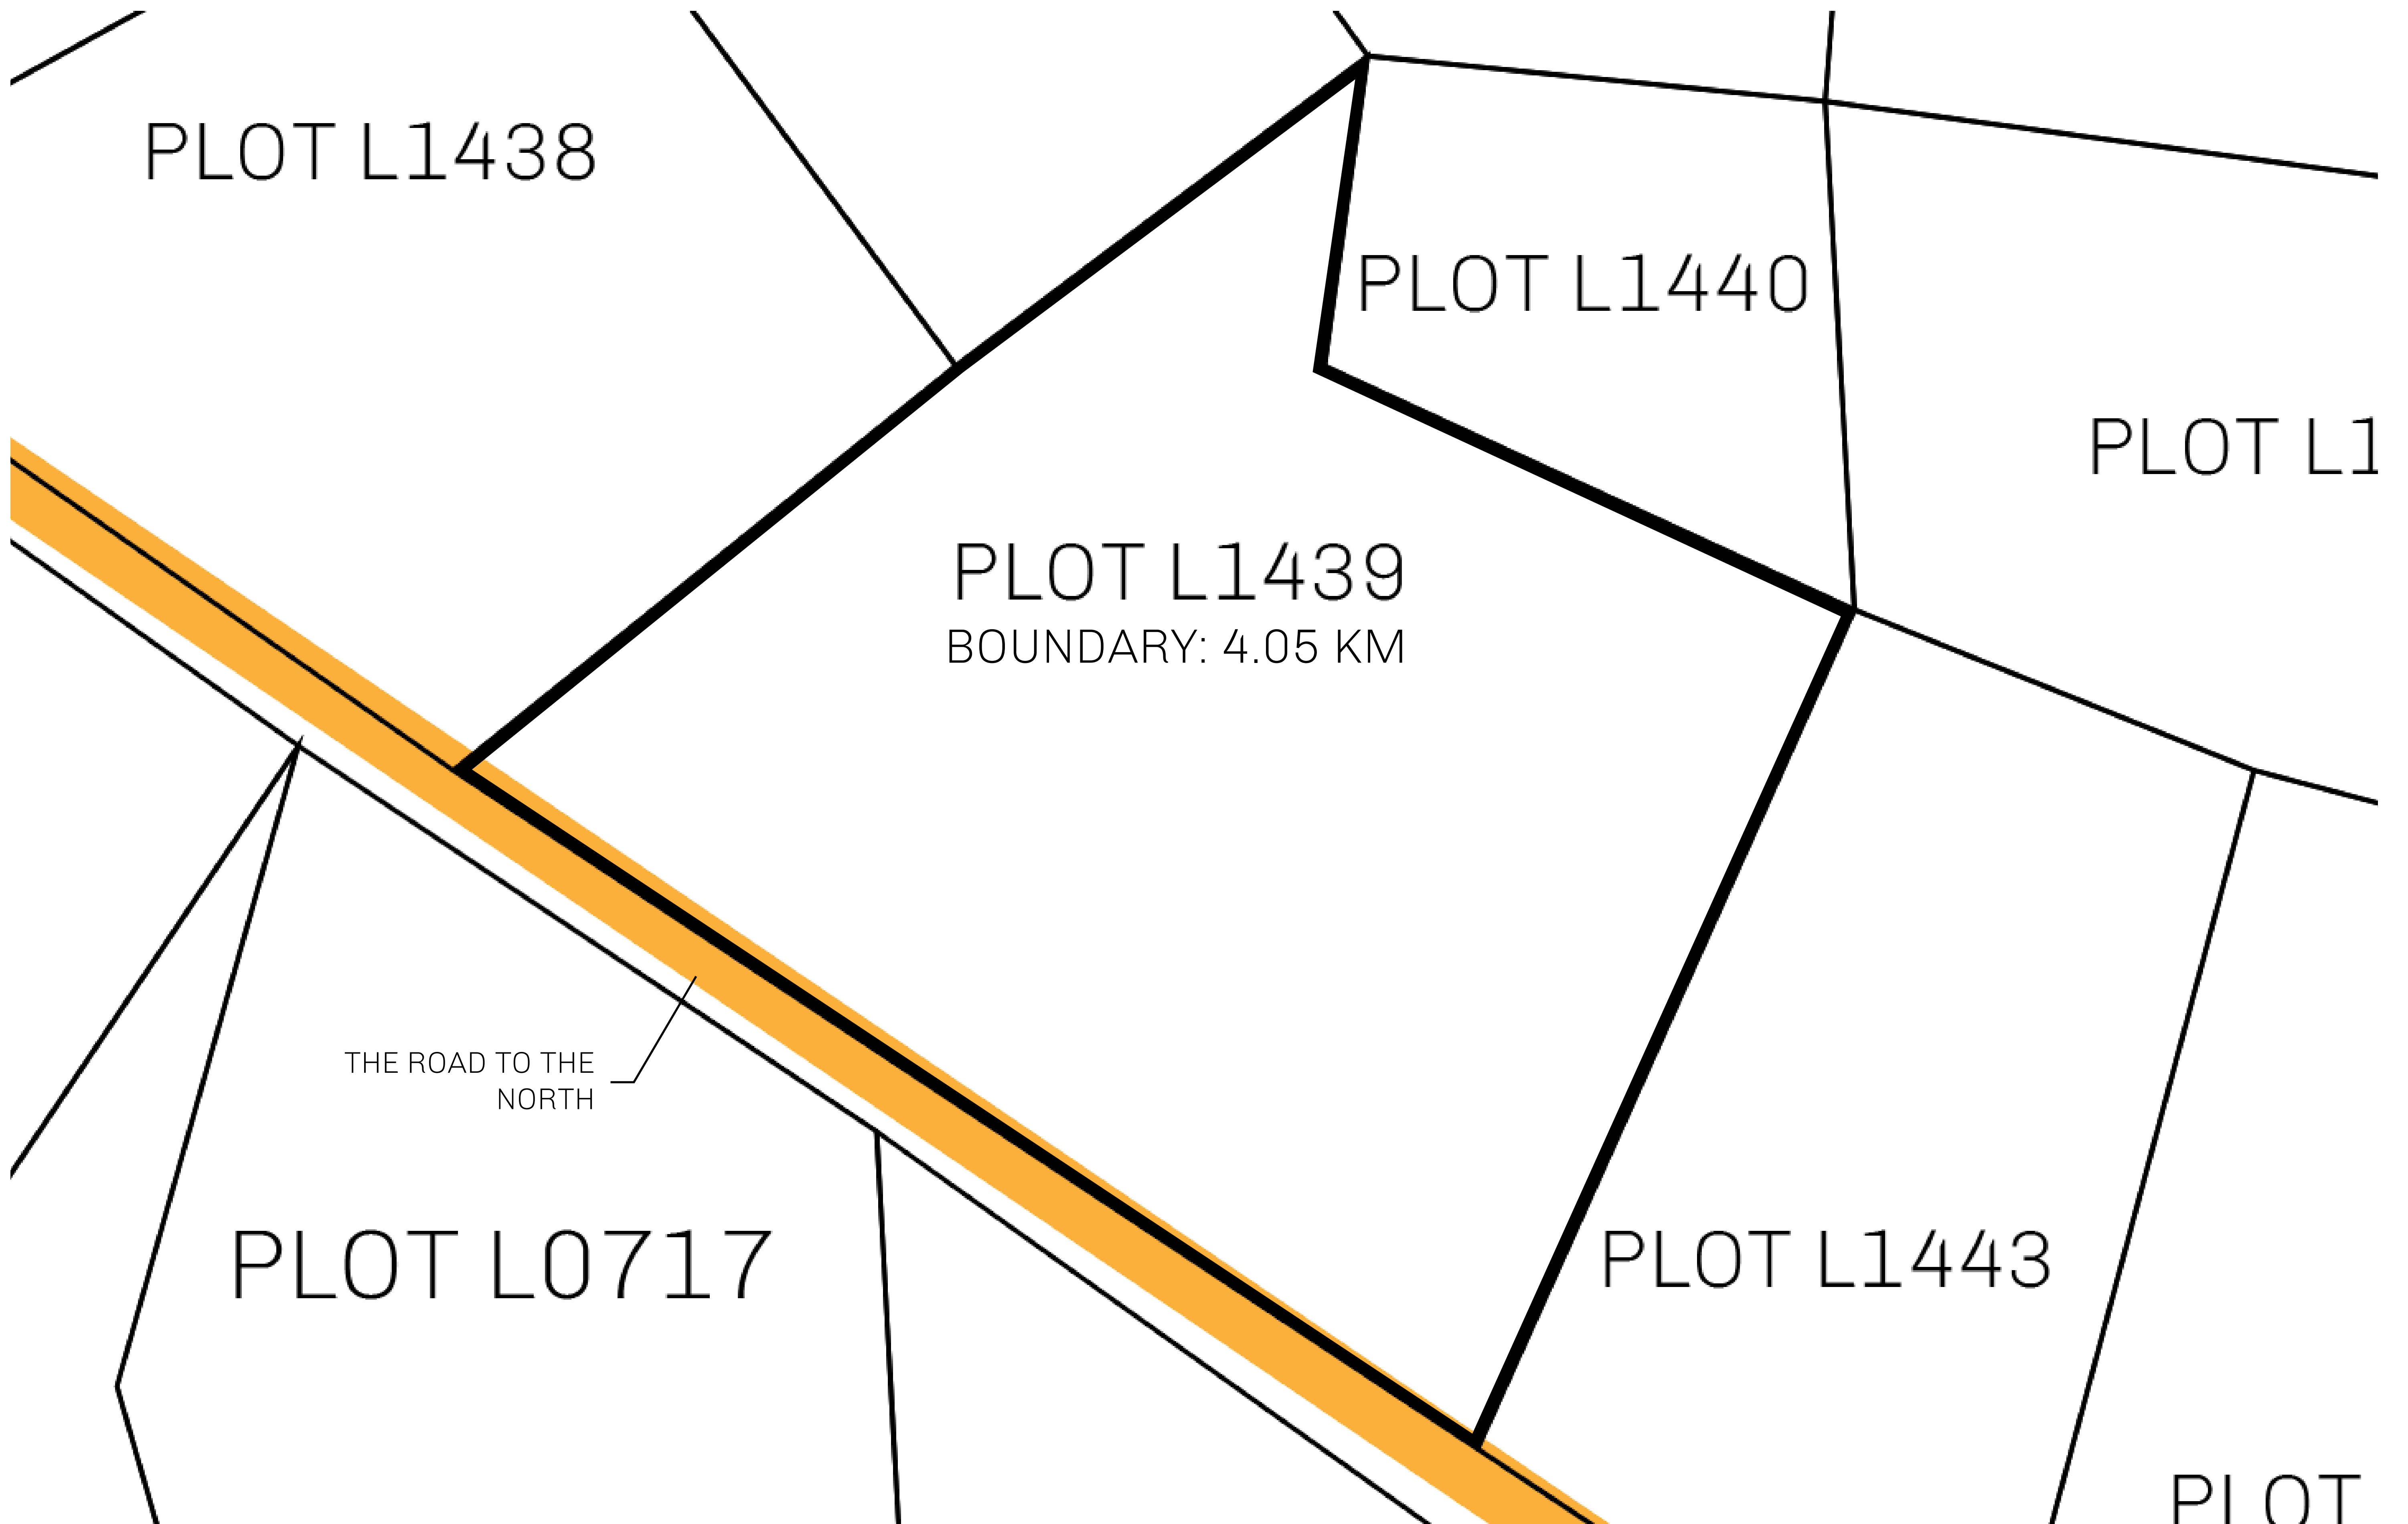 PLOT L1438
PLOT L1440
PLOT L1
PLOT L1439
BOUNDARY: 4.05 KM
THE ROAD TO THE
NORTH
PLOT L0717
PLOT L1443
PLOT